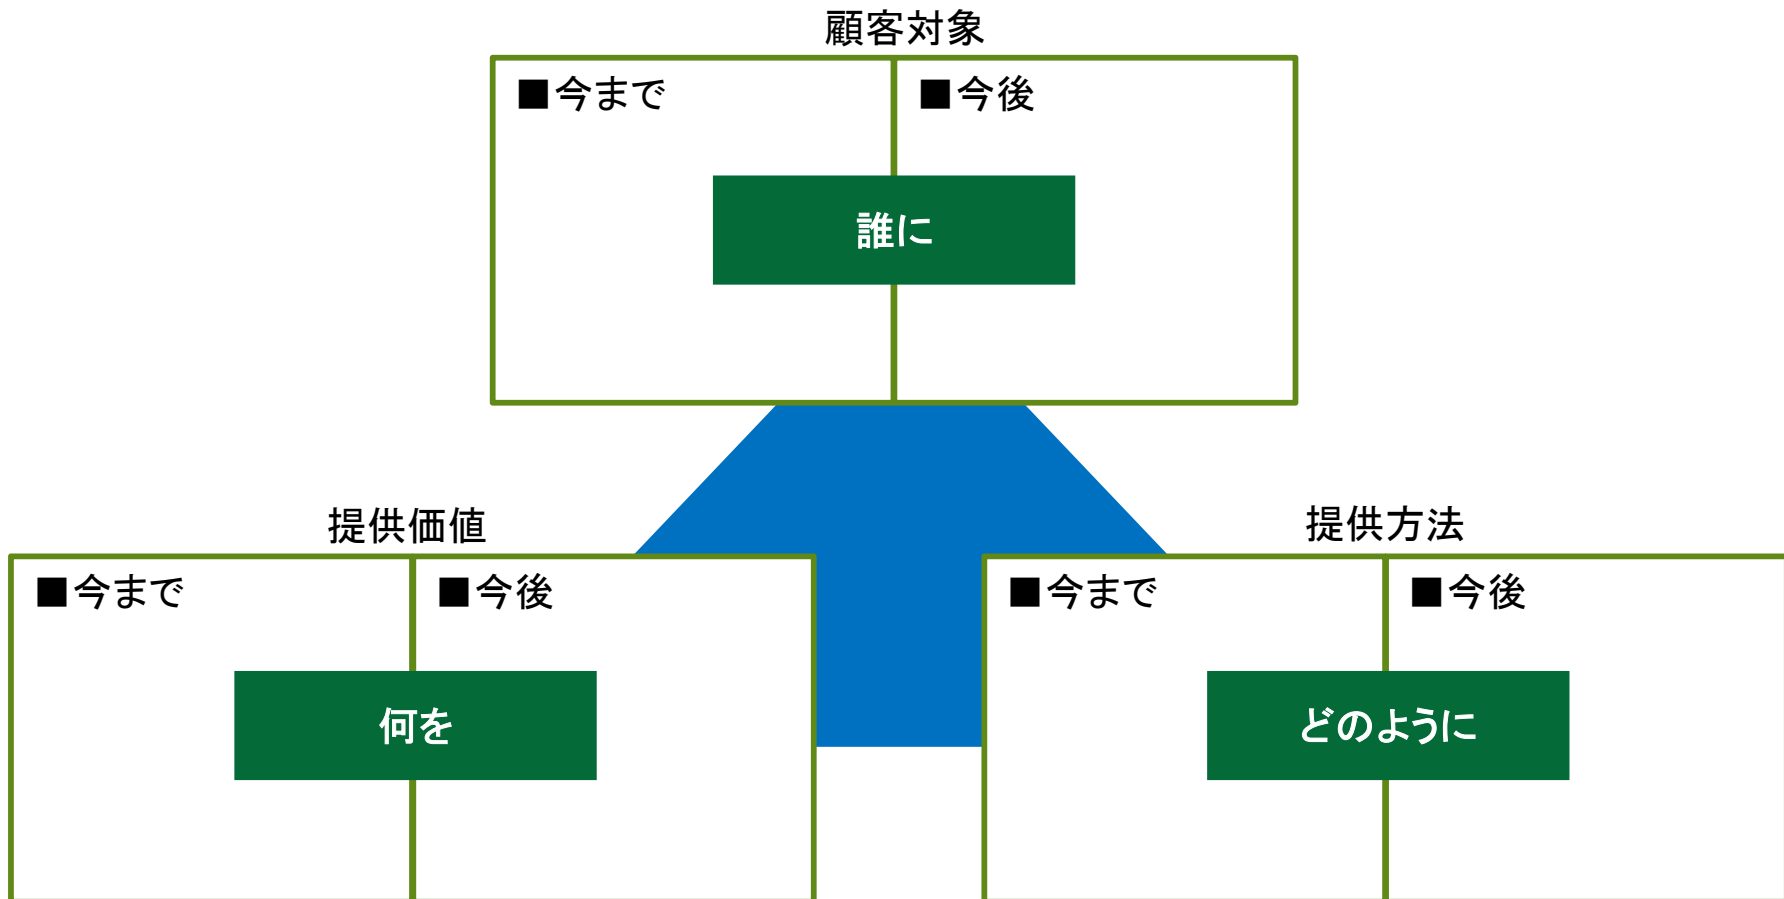 顧客対象
■今まで
■今後
誰に
提供価値
提供方法
■今まで
■今後
■今まで
■今後
何を
どのように